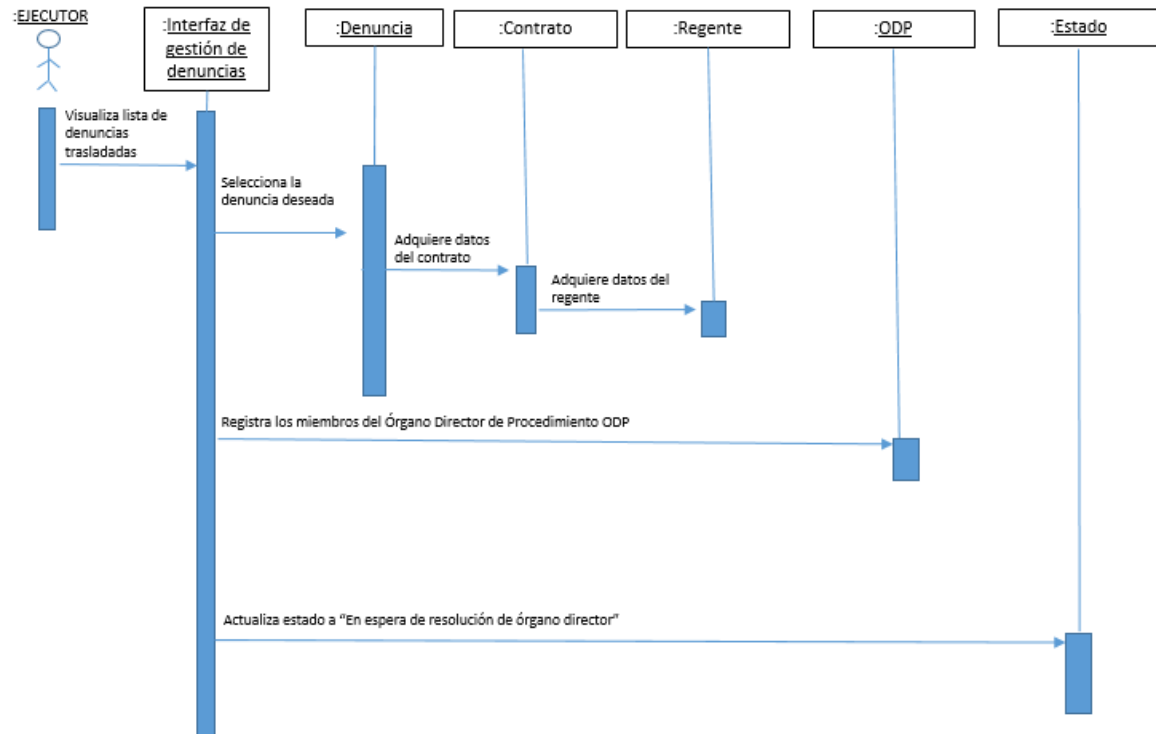 :EJECUTOR
:Interfaz de
gestión de
denuncias
:Denuncia
:Contrato
:Regente
:ODP
:Estado
Visualiza lista de
denuncias
trasladadas
Selecciona la
denuncia deseada
Adquiere datos
del contrato
Adquiere datos del
regente
Registra los miembros del Órgano Director de Procedimiento ODP
Actualiza estado a “En espera de resolución de órgano director”